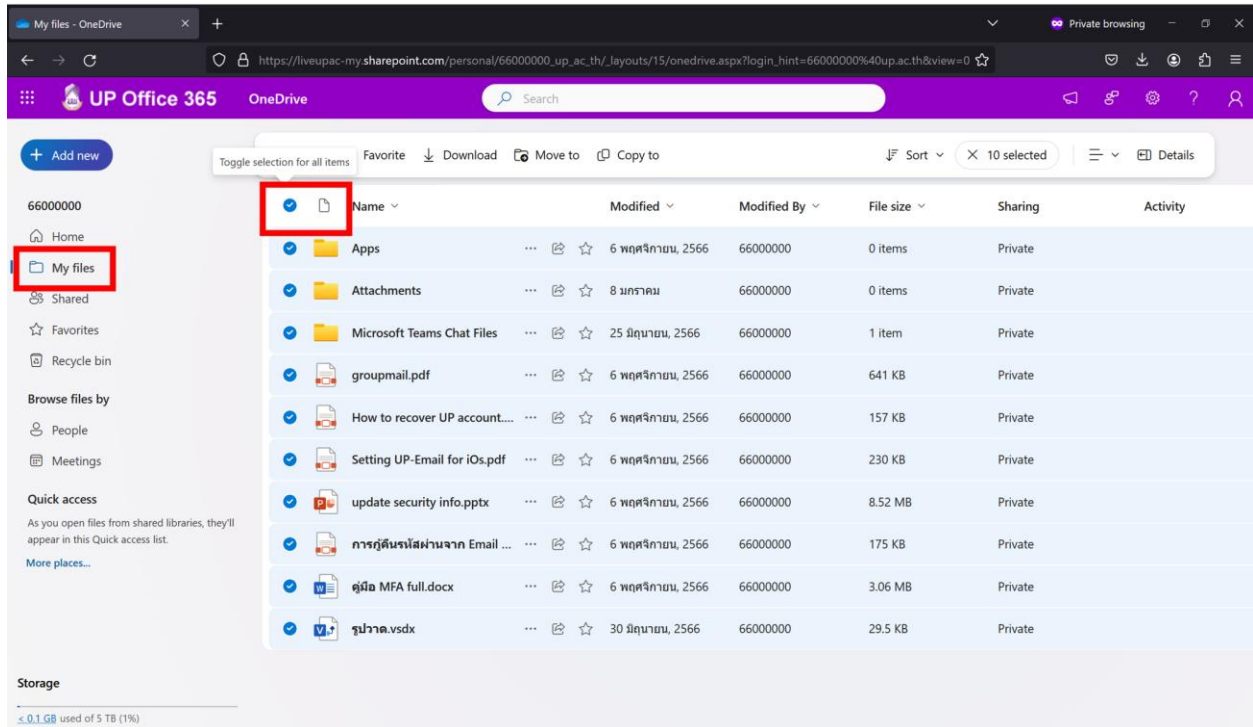 My files - OneDrive
Private browsing
https://liveupac-my.sharepoint.com/personal/66000000_up_ac_th/_layouts/15/onedrive.aspx?login_hint=66000000%40up.ac.th&view=0
UP Office 365 OneDrive Search
+ Add new
Toggle selection for all items
Favorite Download Move to Copy to Sort 10 selected Details
66000000
Home
My files
Shared
Favorites
Recycle bin
Browse files by
People
Meetings
Quick access
As you open files from shared libraries, they'll
appear in this Quick access list.
More places...
Storage
< 0.1 GB used of 5 TB (1%)
Name Modified Modified By File size Sharing Activity
Apps ... 6 พฤศจิกายน, 2566 66000000 0 items Private
Attachments ... 8 มกราคม 66000000 0 items Private
Microsoft Teams Chat Files ... 25 มิถุนายน, 2566 66000000 1 item Private
groupmail.pdf ... 6 พฤศจิกายน, 2566 66000000 641 KB Private
How to recover UP account.... ... 6 พฤศจิกายน, 2566 66000000 157 KB Private
Setting UP-Email for iOs.pdf ... 6 พฤศจิกายน, 2566 66000000 230 KB Private
update security info.pptx ... 6 พฤศจิกายน, 2566 66000000 8.52 MB Private
การกู้คืนรหัสผ่านจาก Email ... ... 6 พฤศจิกายน, 2566 66000000 175 KB Private
คู่มือ MFA full.docx ... 6 พฤศจิกายน, 2566 66000000 3.06 MB Private
รูปวาด.vsdx ... 30 มิถุนายน, 2566 66000000 29.5 KB Private